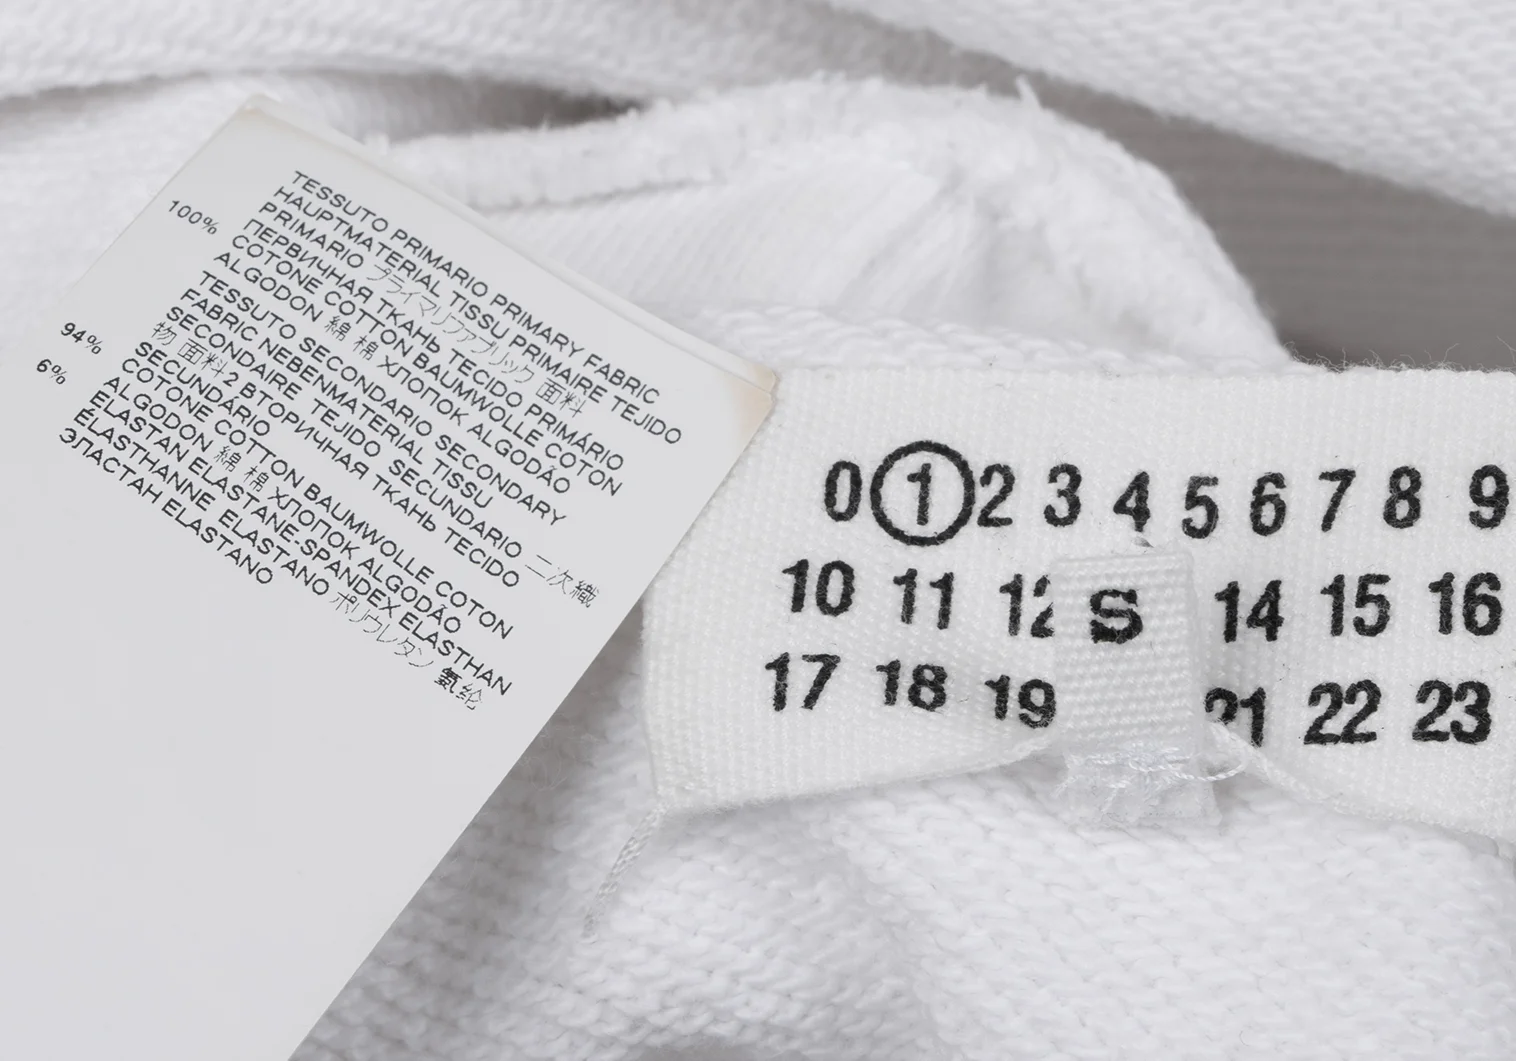 TESSUTO PRIMARIO PRIMARY FABRIC
HAUPTMATERIAL TISSU PRIMAIRE TEJIDO
PRIMARIO プライマリファブリック 面料
ПЕРВИЧНАЯ ТКАНЬ TECIDO PRIMÁRIO
100% COTONE COTTON BAUMWOLLE COTON
ALGODON 綿 棉 ХЛОПОК ALGODÃO
TESSUTO SECONDARIO SECONDARY
FABRIC NEBENMATERIAL TISSU
SECONDAIRE TEJIDO SECUNDARIO 二次織
物 面料2 ВТОРИЧНАЯ ТКАНЬ TECIDO
SECUNDÁRIO
94% COTONE COTTON BAUMWOLLE COTON
ALGODON 綿 棉 ХЛОПОК ALGODÃO
6% ELASTAN ELASTANE-SPANDEX ELASTHAN
ÉLASTHANNE ELASTANO ポリウレタン 氨纶
ЭЛАСТАН ELASTANO
0 1 2 3 4 5 6 7 8 9
10 11 12 S 14 15 16
17 18 19 21 22 23